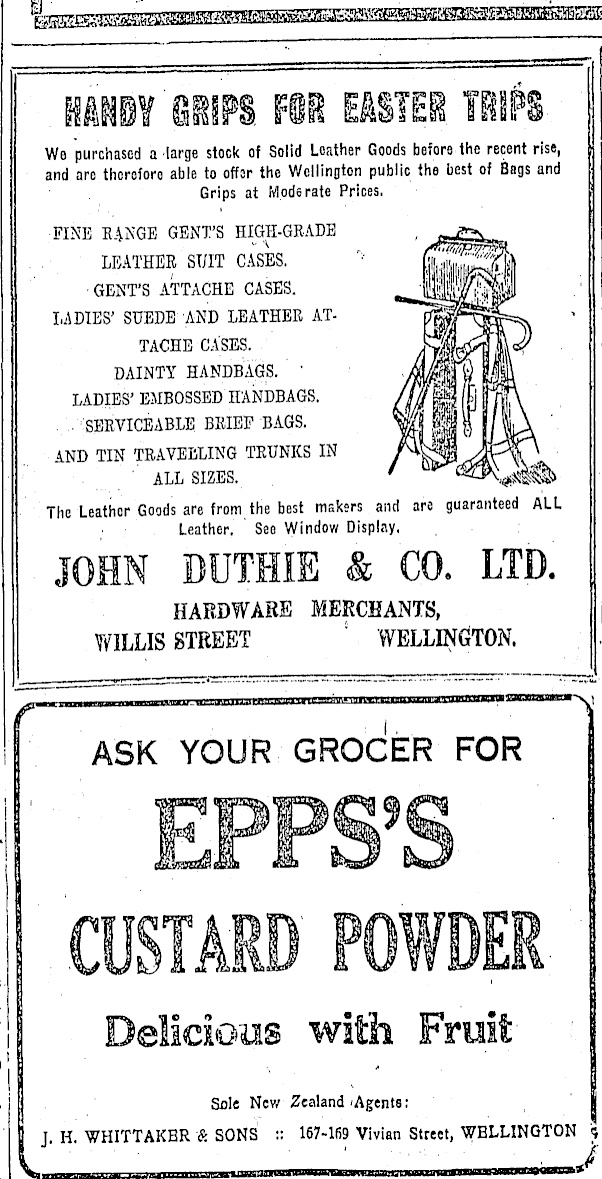 HANDY GRIPS FOR EASTER TRIPS
We purchased a large stock of Solid Leather Goods before the recent rise,
and are therefore able to offer the Wellington public the best of Bags and
Grips at Moderate Prices.
FINE RANGE GENT'S HIGH-GRADE
LEATHER SUIT CASES.
GENT'S ATTACHE CASES.
LADIES' SUEDE AND LEATHER AT-
TACHE CASES.
DAINTY HANDBAGS.
LADIES' EMBOSSED HANDBAGS.
SERVICEABLE BRIEF BAGS.
AND TIN TRAVELLING TRUNKS IN
ALL SIZES.
The Leather Goods are from the best makers and are guaranteed ALL
Leather. See Window Display.
JOHN DUTHIE & CO. LTD.
HARDWARE MERCHANTS,
WILLIS STREET WELLINGTON.
ASK YOUR GROCER FOR
EPPS'S
CUSTARD POWDER
Delicious with Fruit
Sole New Zealand Agents:
J. H. WHITTAKER & SONS :: 167-169 Vivian Street, WELLINGTON